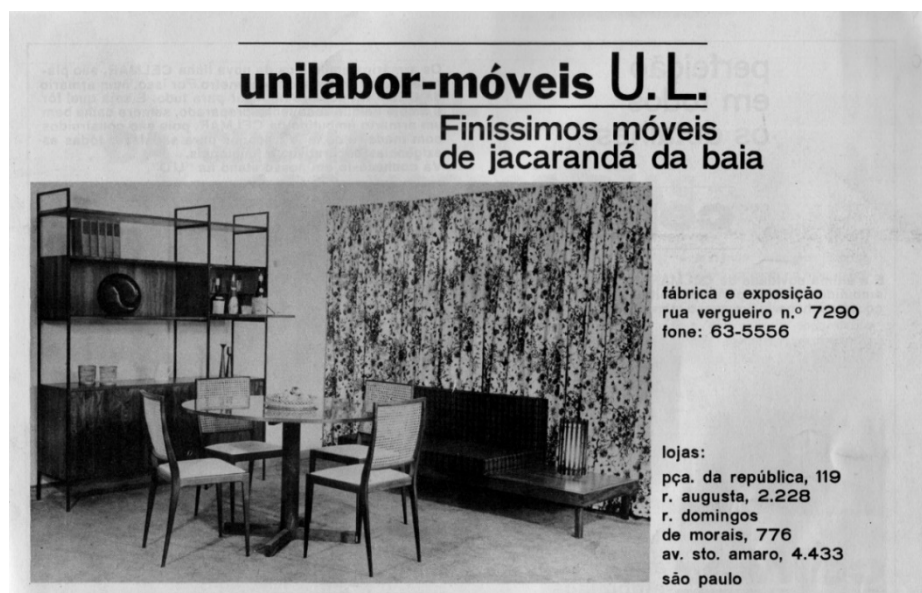 unilabor-móveis U.L.
Finíssimos móveis
de jacarandá da baia
fábrica e exposição
rua vergueiro n.º 7290
fone: 63-5556
lojas:
pça. da república, 119
r. augusta, 2.228
r. domingos
de morais, 776
av. sto. amaro, 4.433
são paulo